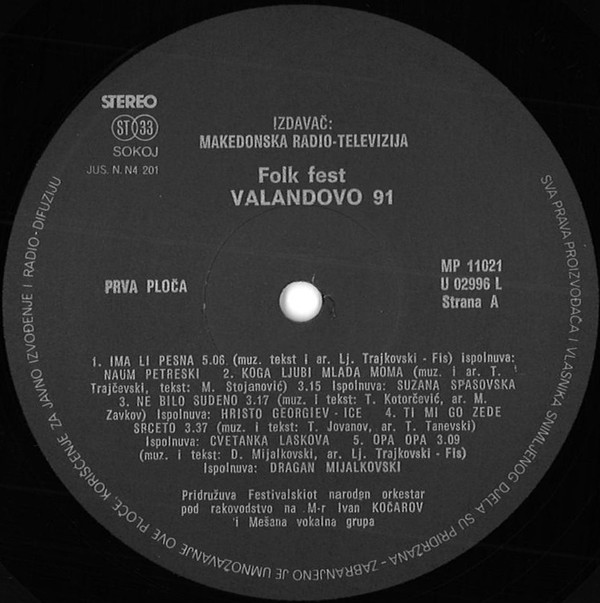 STEREO
ST 33
SOKOJ
JUS. N. N4 201
IZDAVAČ:
MAKEDONSKA RADIO-TELEVIZIJA
Folk fest
VALANDOVO 91
PRVA PLOČA
MP 11021
U 02996 L
Strana A
1. IMA LI PESNA 5.06 (muz. tekst i ar. Lj. Trajkovski - Fis) ispolnuva:
NAUM PETRESKI 2. KOGA LJUBI MLADA MOMA (muz. i ar. T.
Trajčevski, tekst: M. Stojanović) 3.15 Ispolnuva: SUZANA SPASOVSKA
3. NE BILO SUDENO 3.17 (muz. i tekst: T. Kotorčević, ar. M.
Zavkov) Ispolnuva: HRISTO GEORGIEV - ICE 4. TI MI GO ZEDE
SRCETO 3.37 (muz. i tekst: T. Jovanov, ar. T. Tanevski)
Ispolnuva: CVETANKA LASKOVA 5. OPA OPA 3.09
(muz. i tekst: D. Mijalkovski, ar. Lj. Trajkovski - Fis)
Ispolnuva: DRAGAN MIJALKOVSKI
Pridružuva Festivalskiot naroden orkestar
pod rakovodstvo na M-r Ivan KOČAROV
i Mešana vokalna grupa
SVA PRAVA PROIZVOĐAČA I VLASNIKA SNIMLJENOG DJELA SU PRIDRŽANA - ZABRANJENO JE UMNOŽAVANJE OVE PLOČE, KORIŠĆENJE ZA JAVNO IZVOĐENJE I RADIO-DIFUZIJU